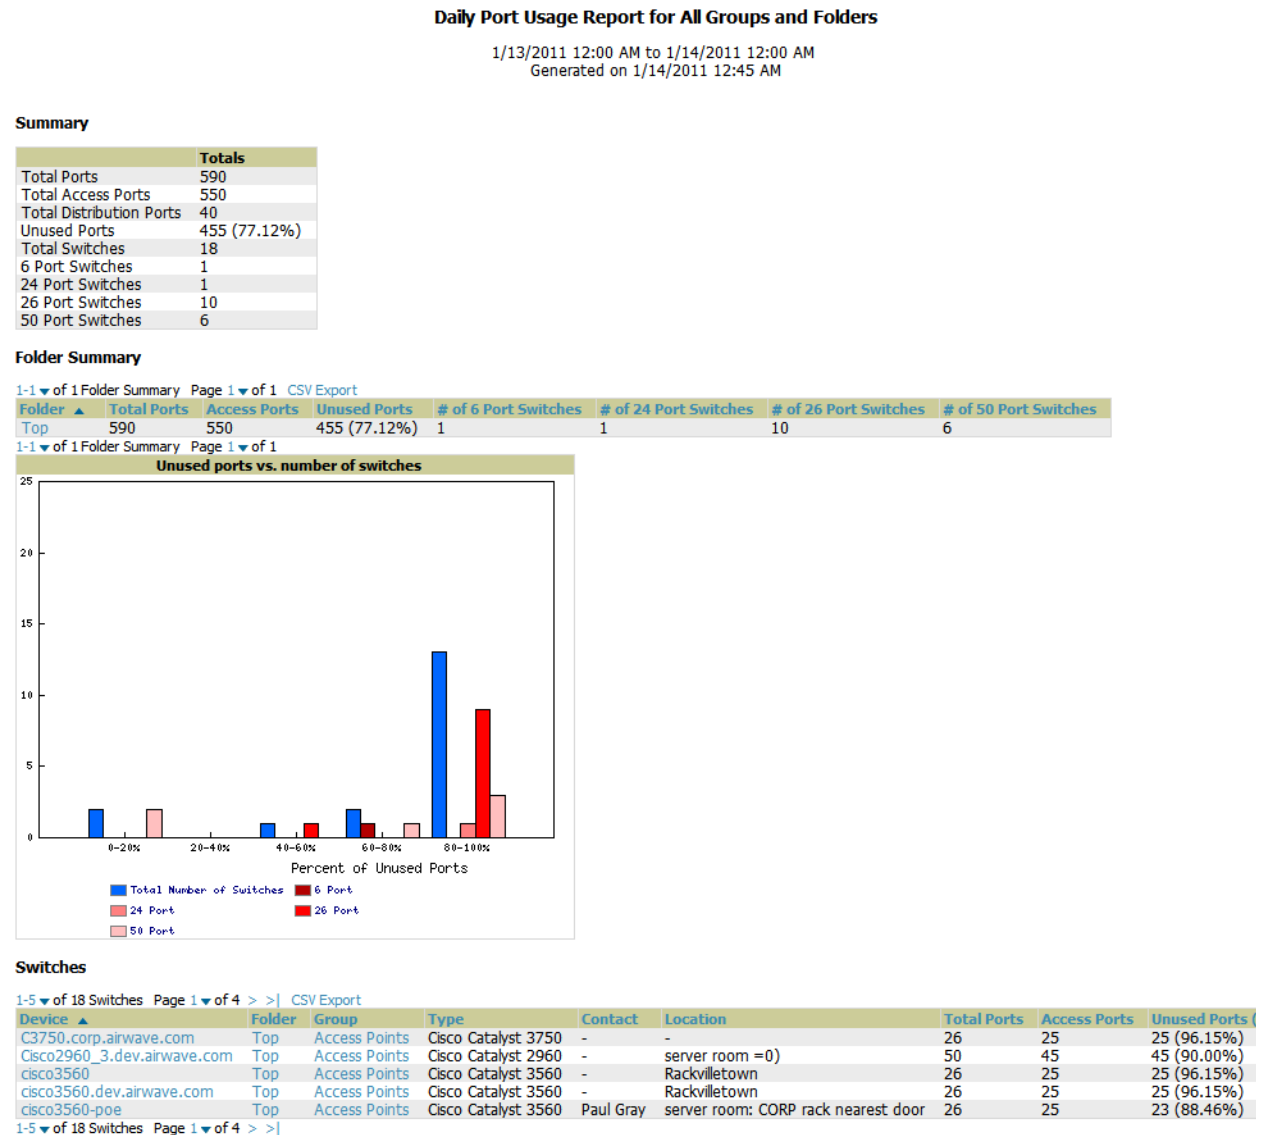 Daily Port Usage Report for All Groups and Folders
1/13/2011 12:00 AM to 1/14/2011 12:00 AM
Generated on 1/14/2011 12:45 AM
Summary
Totals
Total Ports 590
Total Access Ports 550
Total Distribution Ports 40
Unused Ports 455 (77.12%)
Total Switches 18
6 Port Switches 1
24 Port Switches 1
26 Port Switches 10
50 Port Switches 6
Folder Summary
1-1 ▼ of 1 Folder Summary Page 1 ▼ of 1 CSV Export
Folder ▲ Total Ports Access Ports Unused Ports # of 6 Port Switches # of 24 Port Switches # of 26 Port Switches # of 50 Port Switches
Top 590 550 455 (77.12%) 1 1 10 6
1-1 ▼ of 1 Folder Summary Page 1 ▼ of 1
Unused ports vs. number of switches
25
20
15
10
5
0
0-20% 20-40% 40-60% 60-80% 80-100%
Percent of Unused Ports
Total Number of Switches 6 Port
24 Port 26 Port
50 Port
Switches
1-5 ▼ of 18 Switches Page 1 ▼ of 4 > >| CSV Export
Device ▲ Folder Group Type Contact Location Total Ports Access Ports Unused Ports (
C3750.corp.airwave.com Top Access Points Cisco Catalyst 3750 - - 26 25 25 (96.15%)
Cisco2960_3.dev.airwave.com Top Access Points Cisco Catalyst 2960 - server room =0) 50 45 45 (90.00%)
cisco3560 Top Access Points Cisco Catalyst 3560 - Rackvilletown 26 25 25 (96.15%)
cisco3560.dev.airwave.com Top Access Points Cisco Catalyst 3560 - Rackvilletown 26 25 25 (96.15%)
cisco3560-poe Top Access Points Cisco Catalyst 3560 Paul Gray server room: CORP rack nearest door 26 25 23 (88.46%)
1-5 ▼ of 18 Switches Page 1 ▼ of 4 > >|